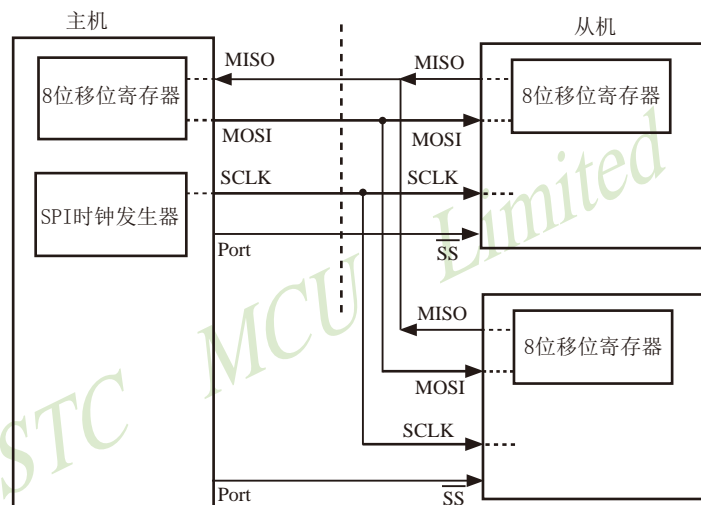 主机
从机
MISO
MISO
8位移位寄存器
8位移位寄存器
MOSI
MOSI
SCLK
SCLK
SPI时钟发生器
Port
SS
MISO
8位移位寄存器
MOSI
SCLK
Port
SS
STC MCU Limited